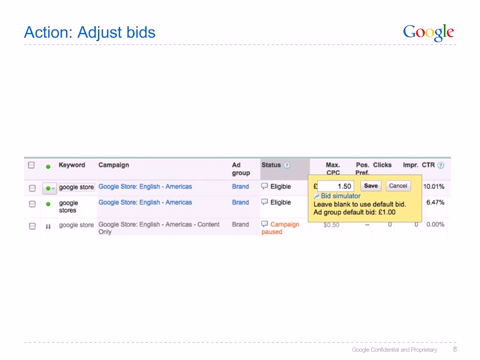 Action: Adjust bids
Google
Keyword Campaign Ad group Status ? Max. CPC Pos. Pref. Clicks Impr. CTR ?
google store Google Store: English - Americas Brand Eligible £ 1.50 Save Cancel 10.01%
Bid simulator
Leave blank to use default bid.
Ad group default bid: £1.00
google stores Google Store: English - Americas Brand Eligible 6.47%
google store Google Store: English - Americas - Content Only Brand Campaign paused $0.50 – 0 0 0.00%
Google Confidential and Proprietary 8